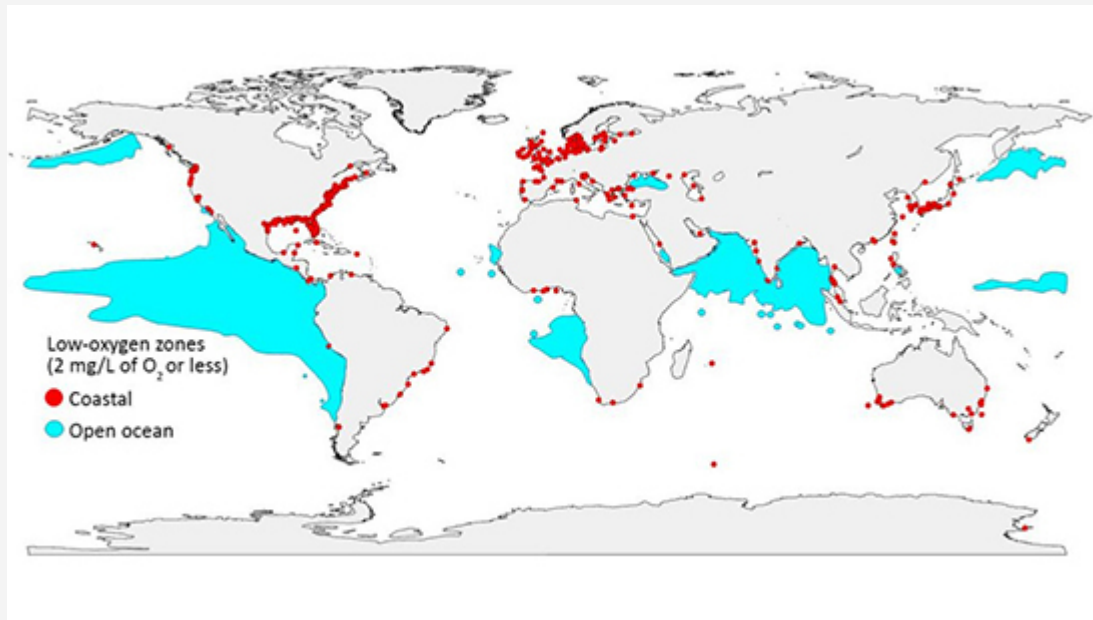 Low-oxygen zones
(2 mg/L of O₂ or less)
Coastal
Open ocean